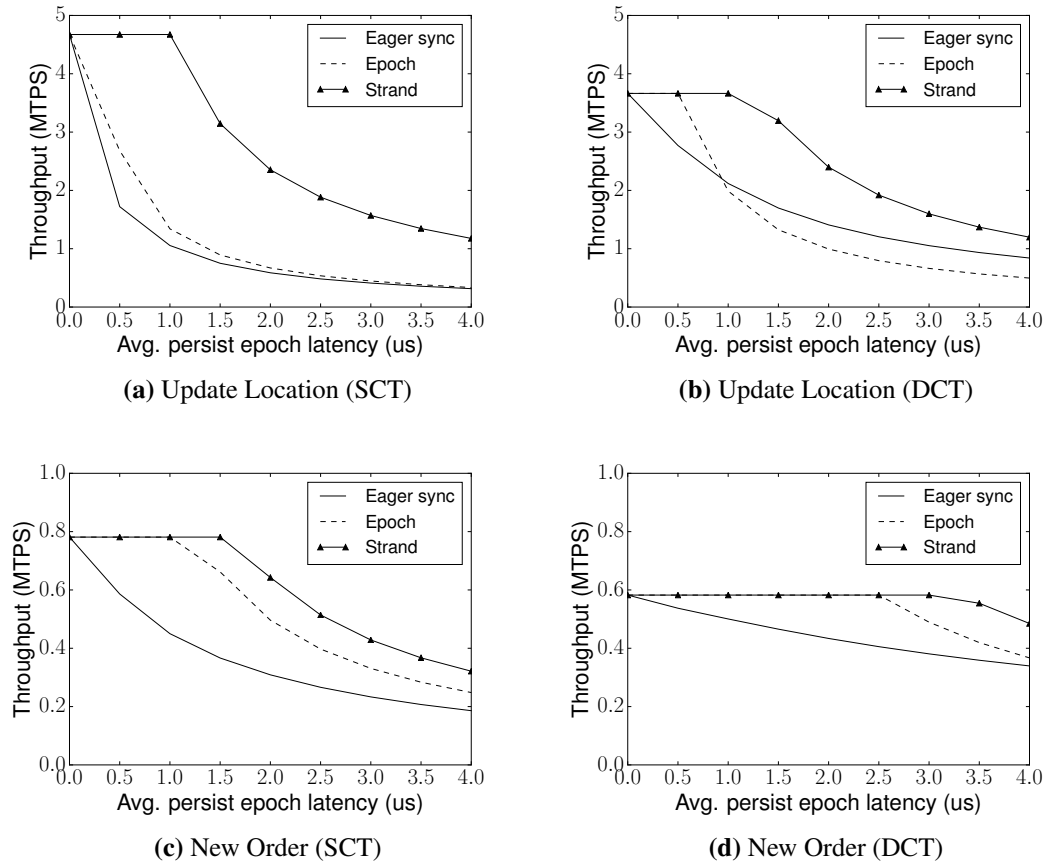 5
4
3
2
1
0
0.0 0.5 1.0 1.5 2.0 2.5 3.0 3.5 4.0
Throughput (MTPS)
Avg. persist epoch latency (us)
Eager sync
Epoch
Strand
(a) Update Location (SCT)
5
4
3
2
1
0
0.0 0.5 1.0 1.5 2.0 2.5 3.0 3.5 4.0
Throughput (MTPS)
Avg. persist epoch latency (us)
Eager sync
Epoch
Strand
(b) Update Location (DCT)
1.0
0.8
0.6
0.4
0.2
0.0
0.0 0.5 1.0 1.5 2.0 2.5 3.0 3.5 4.0
Throughput (MTPS)
Avg. persist epoch latency (us)
Eager sync
Epoch
Strand
(c) New Order (SCT)
1.0
0.8
0.6
0.4
0.2
0.0
0.0 0.5 1.0 1.5 2.0 2.5 3.0 3.5 4.0
Throughput (MTPS)
Avg. persist epoch latency (us)
Eager sync
Epoch
Strand
(d) New Order (DCT)